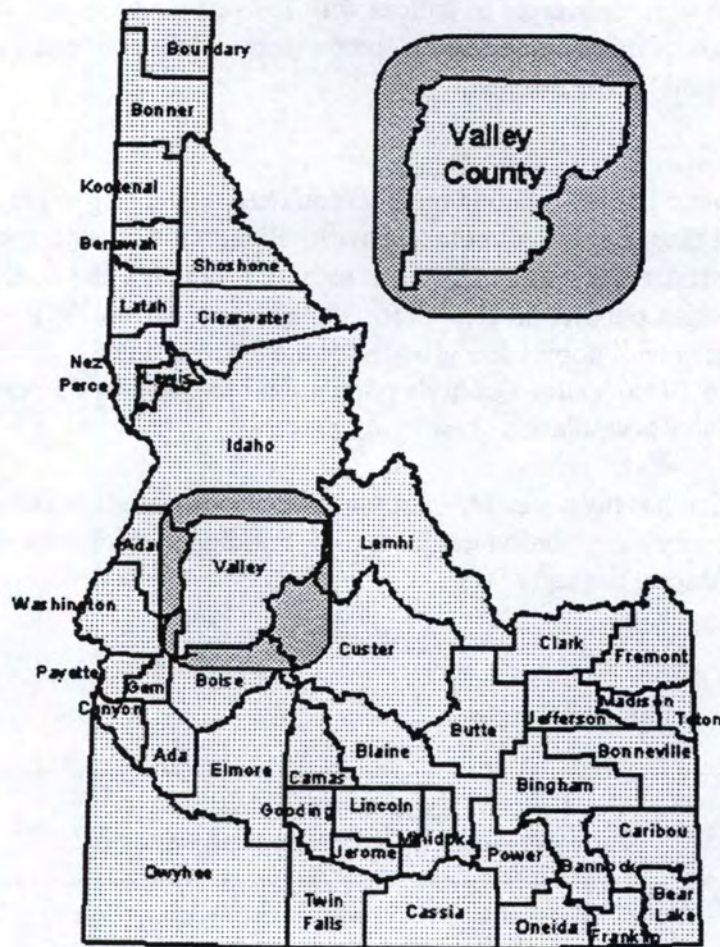 Boundary
Bonner
Valley
County
Kootenai
Benawah
Shoshone
Latah
Clearwater
Nez
Perce
Lewis
Idaho
Adar
Valley
Lemhi
Washington
Custer
Clark
Fremont
Payette
Gem
Boise
Canyon
Madison
Jefferson
Teton
Butte
Ada
Elmore
Blaine
Bonneville
Camas
Bingham
Gooding
Lincoln
Minidoka
Caribou
Jerome
Owyhee
Power
Bannock
Bear
Lake
Twin
Falls
Cassia
Oneida
Franklin